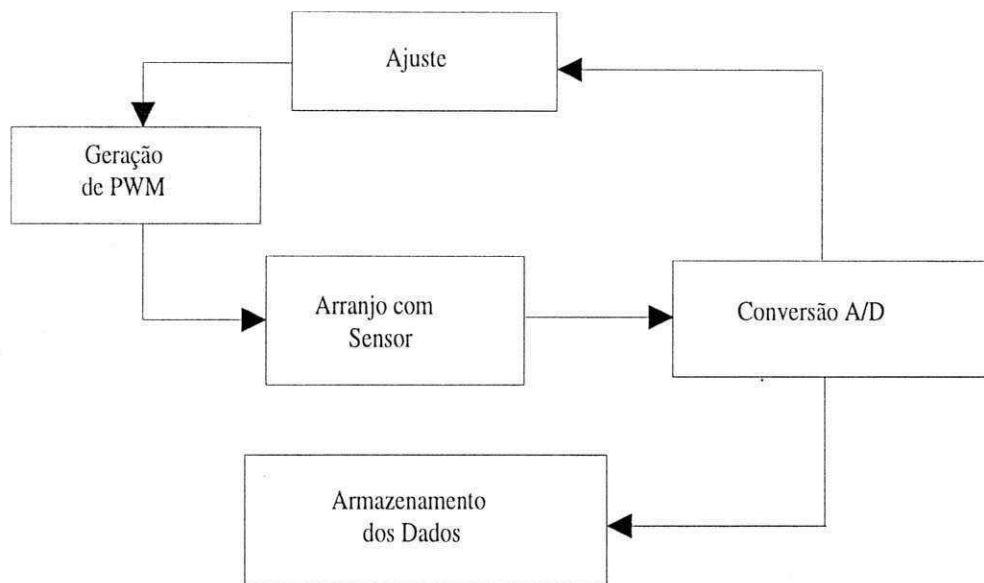 Ajuste
Geração
de PWM
Arranjo com
Sensor
Conversão A/D
Armazenamento
dos Dados